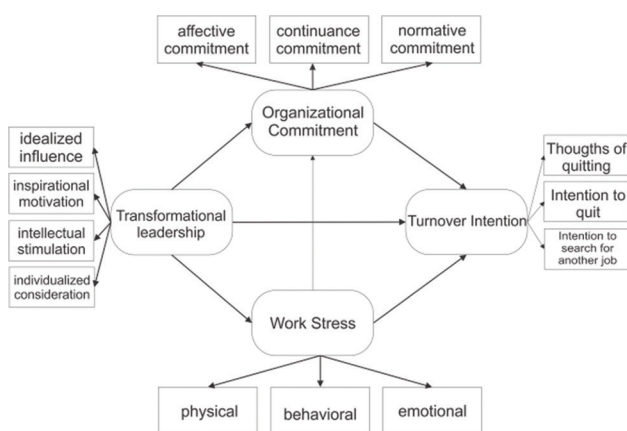 affective
commitment
continuance
commitment
normative
commitment
Organizational
Commitment
idealized
influence
inspirational
motivation
intellectual
stimulation
individualized
consideration
Transformational
leadership
Turnover Intention
Thougths of
quitting
Intention to
quit
Intention to
search for
another job
Work Stress
physical
behavioral
emotional